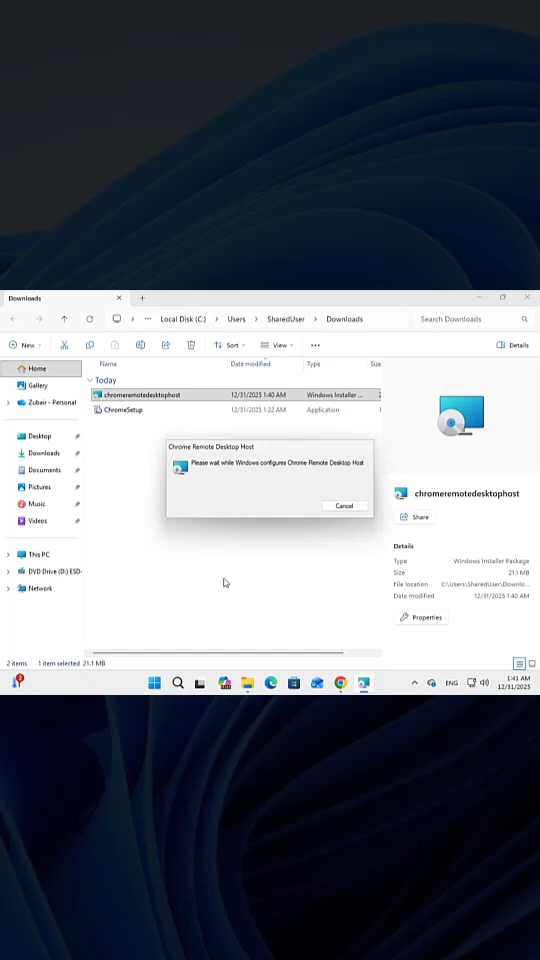 Downloads
Local Disk (C:) > Users > SharedUser > Downloads
Search Downloads
New
Sort
View
Details
Home
Gallery
Zubair - Personal
Desktop
Downloads
Documents
Pictures
Music
Videos
This PC
DVD Drive (D:) ESD-
Network
Name Date modified Type Size
Today
chromeremotedesktophost 12/31/2025 1:40 AM Windows Installer ... 2
ChromeSetup 12/31/2025 1:22 AM Application 1
Chrome Remote Desktop Host
Please wait while Windows configures Chrome Remote Desktop Host
Cancel
chromeremotedesktophost
Share
Details
Type Windows Installer Package
Size 21.1 MB
File location C:\Users\SharedUser\Downlo...
Date modified 12/31/2025 1:40 AM
Properties
2 items 1 item selected 21.1 MB
2
ENG
1:41 AM
12/31/2025